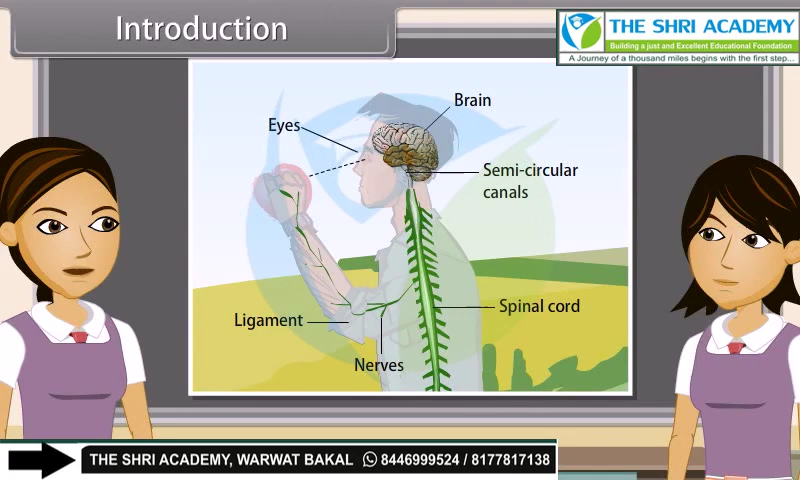 Introduction
THE SHRI ACADEMY
Building a just and Excellent Educational Foundation
A Journey of a thousand miles begins with the first step...
Brain
Eyes
Semi-circular
canals
Ligament
Spinal cord
Nerves
THE SHRI ACADEMY, WARWAT BAKAL 8446999524 / 8177817138